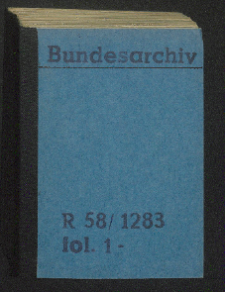 Bundesarchiv
R 58/1283
fol. 1-